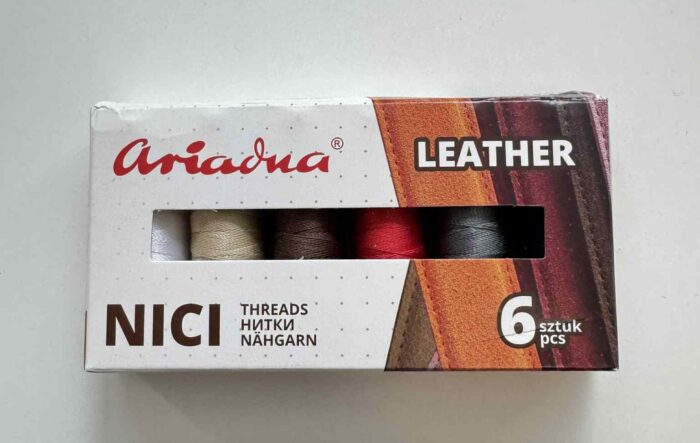 Ariadna®
LEATHER
NICI
THREADS
НИТКИ
NÄHGARN
6 sztuk
pcs